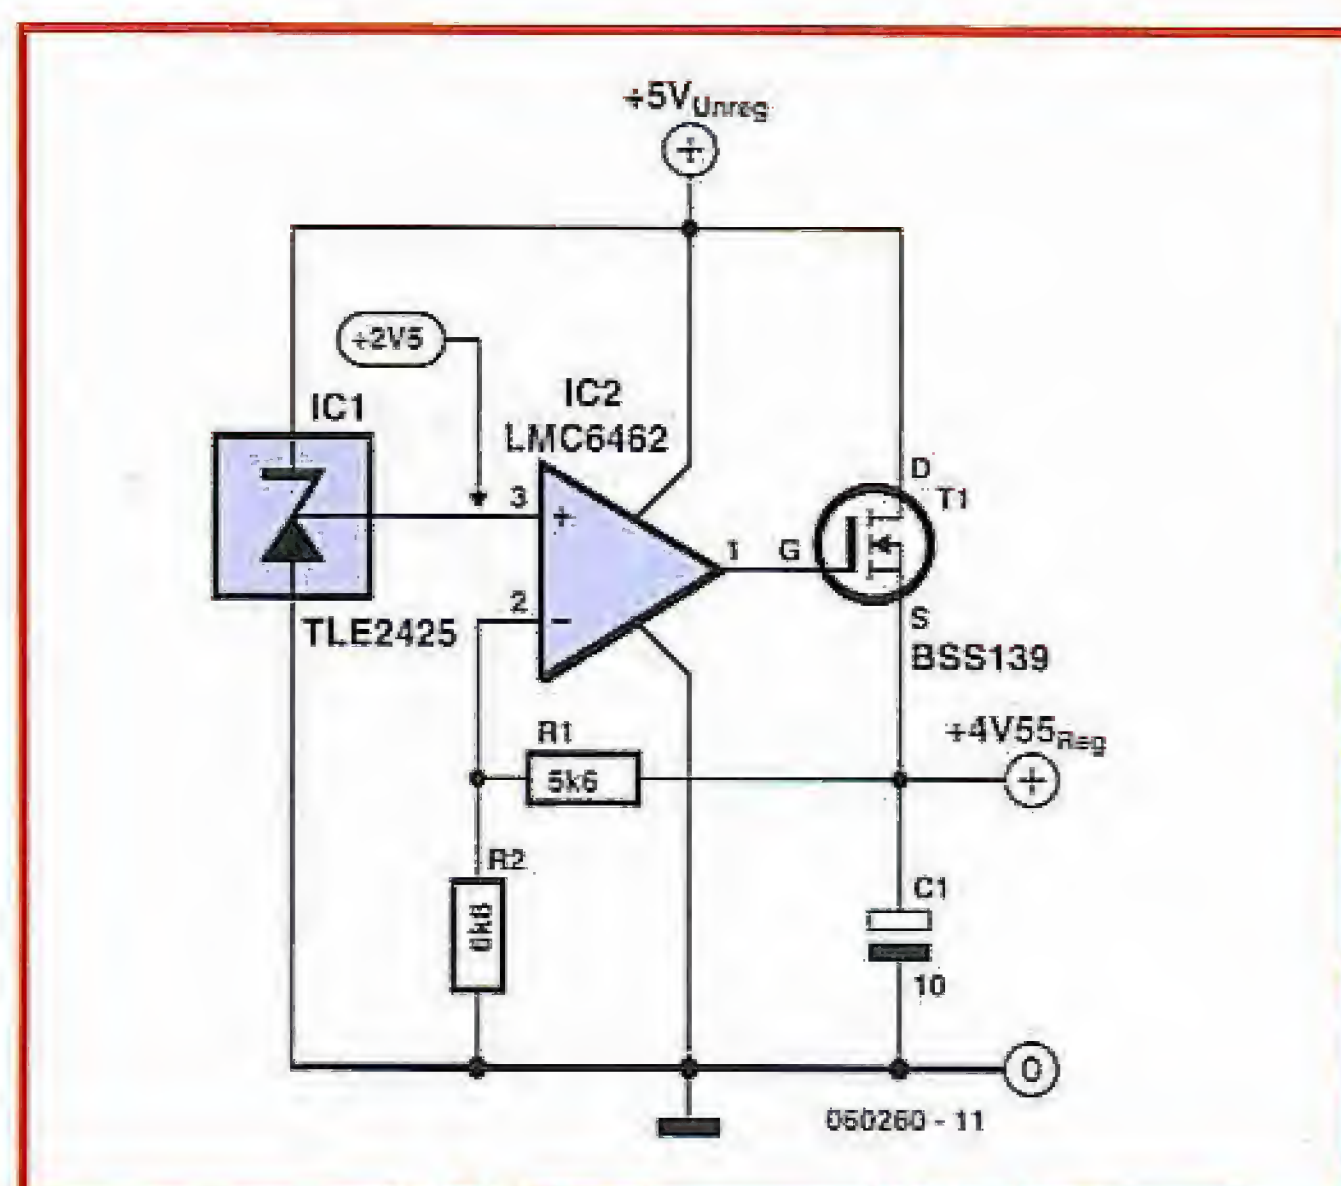 +5VUnreg
+
+2V5
IC1
IC2
LMC6462
D
T1
3
+
1
G
2
−
S
TLE2425
BSS139
R1
5k6
+4V55Reg
+
R2
6k8
C1
10
0
060260 - 11